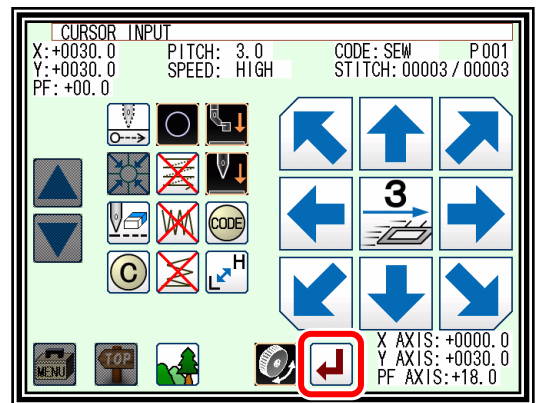 CURSOR INPUT
X:+0030.0 PITCH: 3.0 CODE:SEW P001
Y:+0030.0 SPEED: HIGH STITCH:00003/00003
PF:+00.0
3
CODE
C
H
L
X AXIS:+0000.0
Y AXIS:+0030.0
PF AXIS:+18.0
MENU
TOP